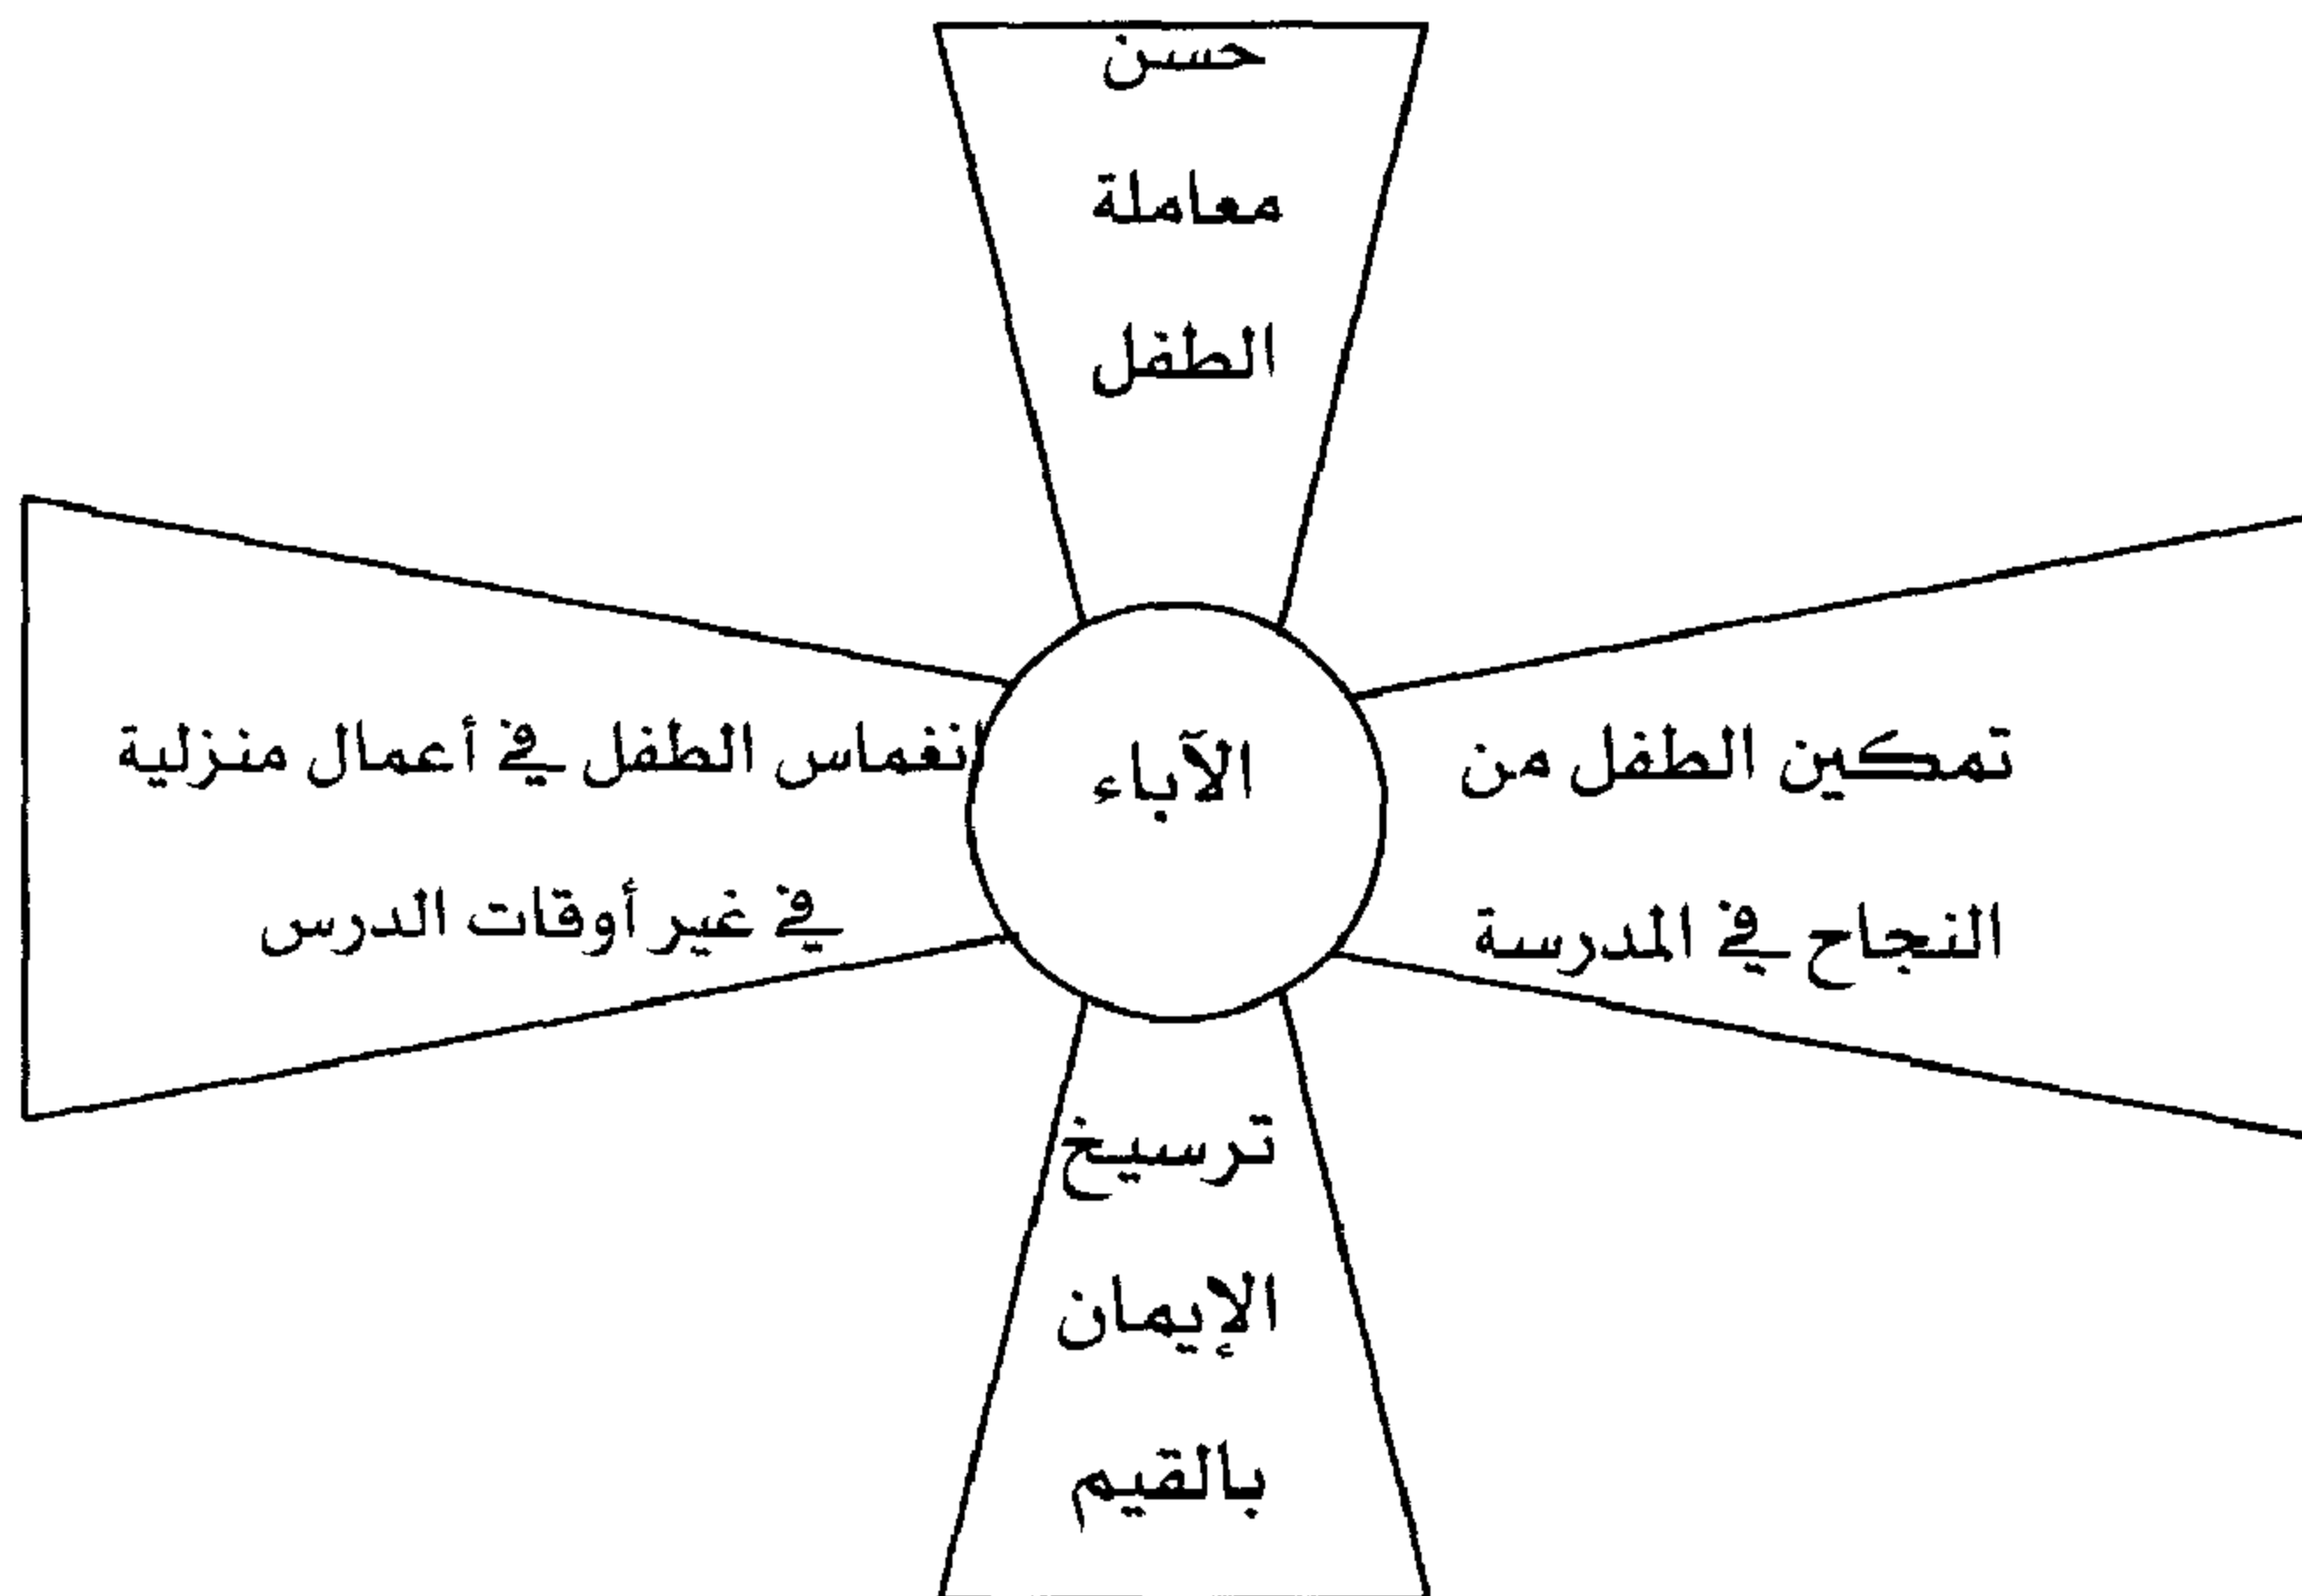 حسن
معاملة
الطفل
تمكين الطفل من
النجاح في المدرسة
الآباء
انغماس الطفل في أعمال منزلية
في غير أوقات الدرس
ترسيخ
الإيمان
بالقيم